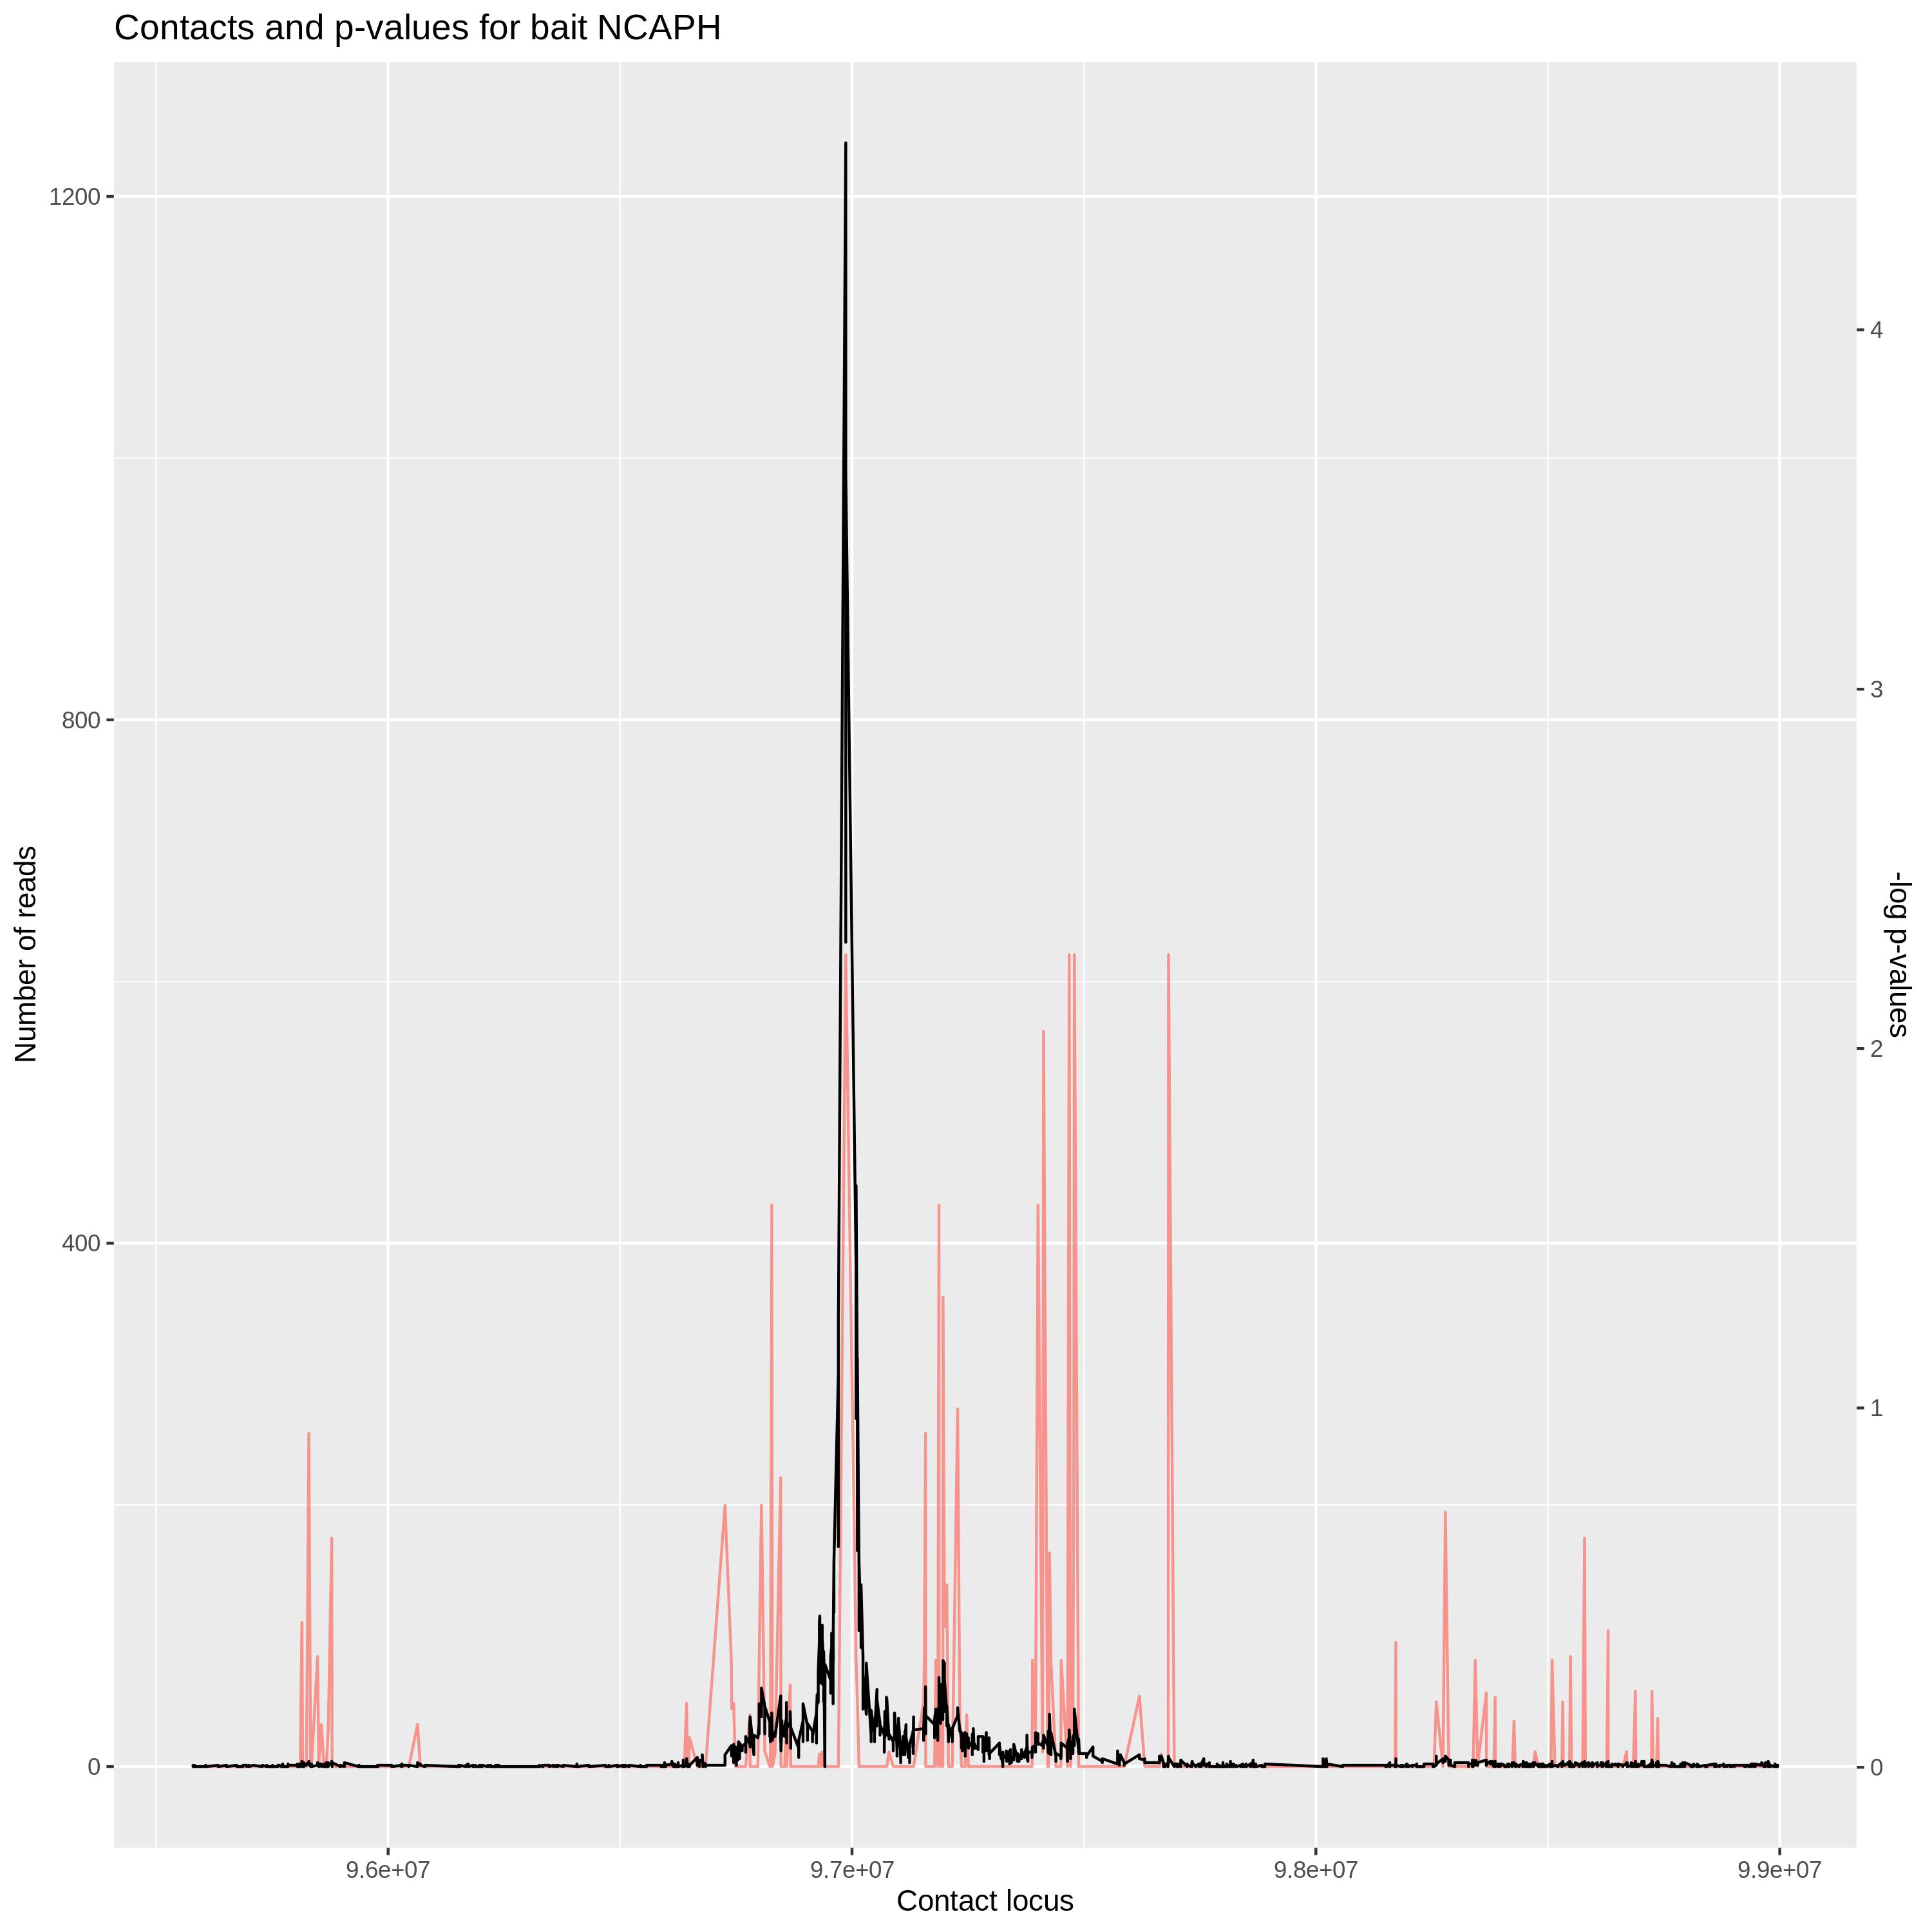 Contacts and p-values for bait NCAPH
1200
800
400
0
Number of reads
4
3
2
1
0
-log p-values
9.6e+07
9.7e+07
9.8e+07
9.9e+07
Contact locus